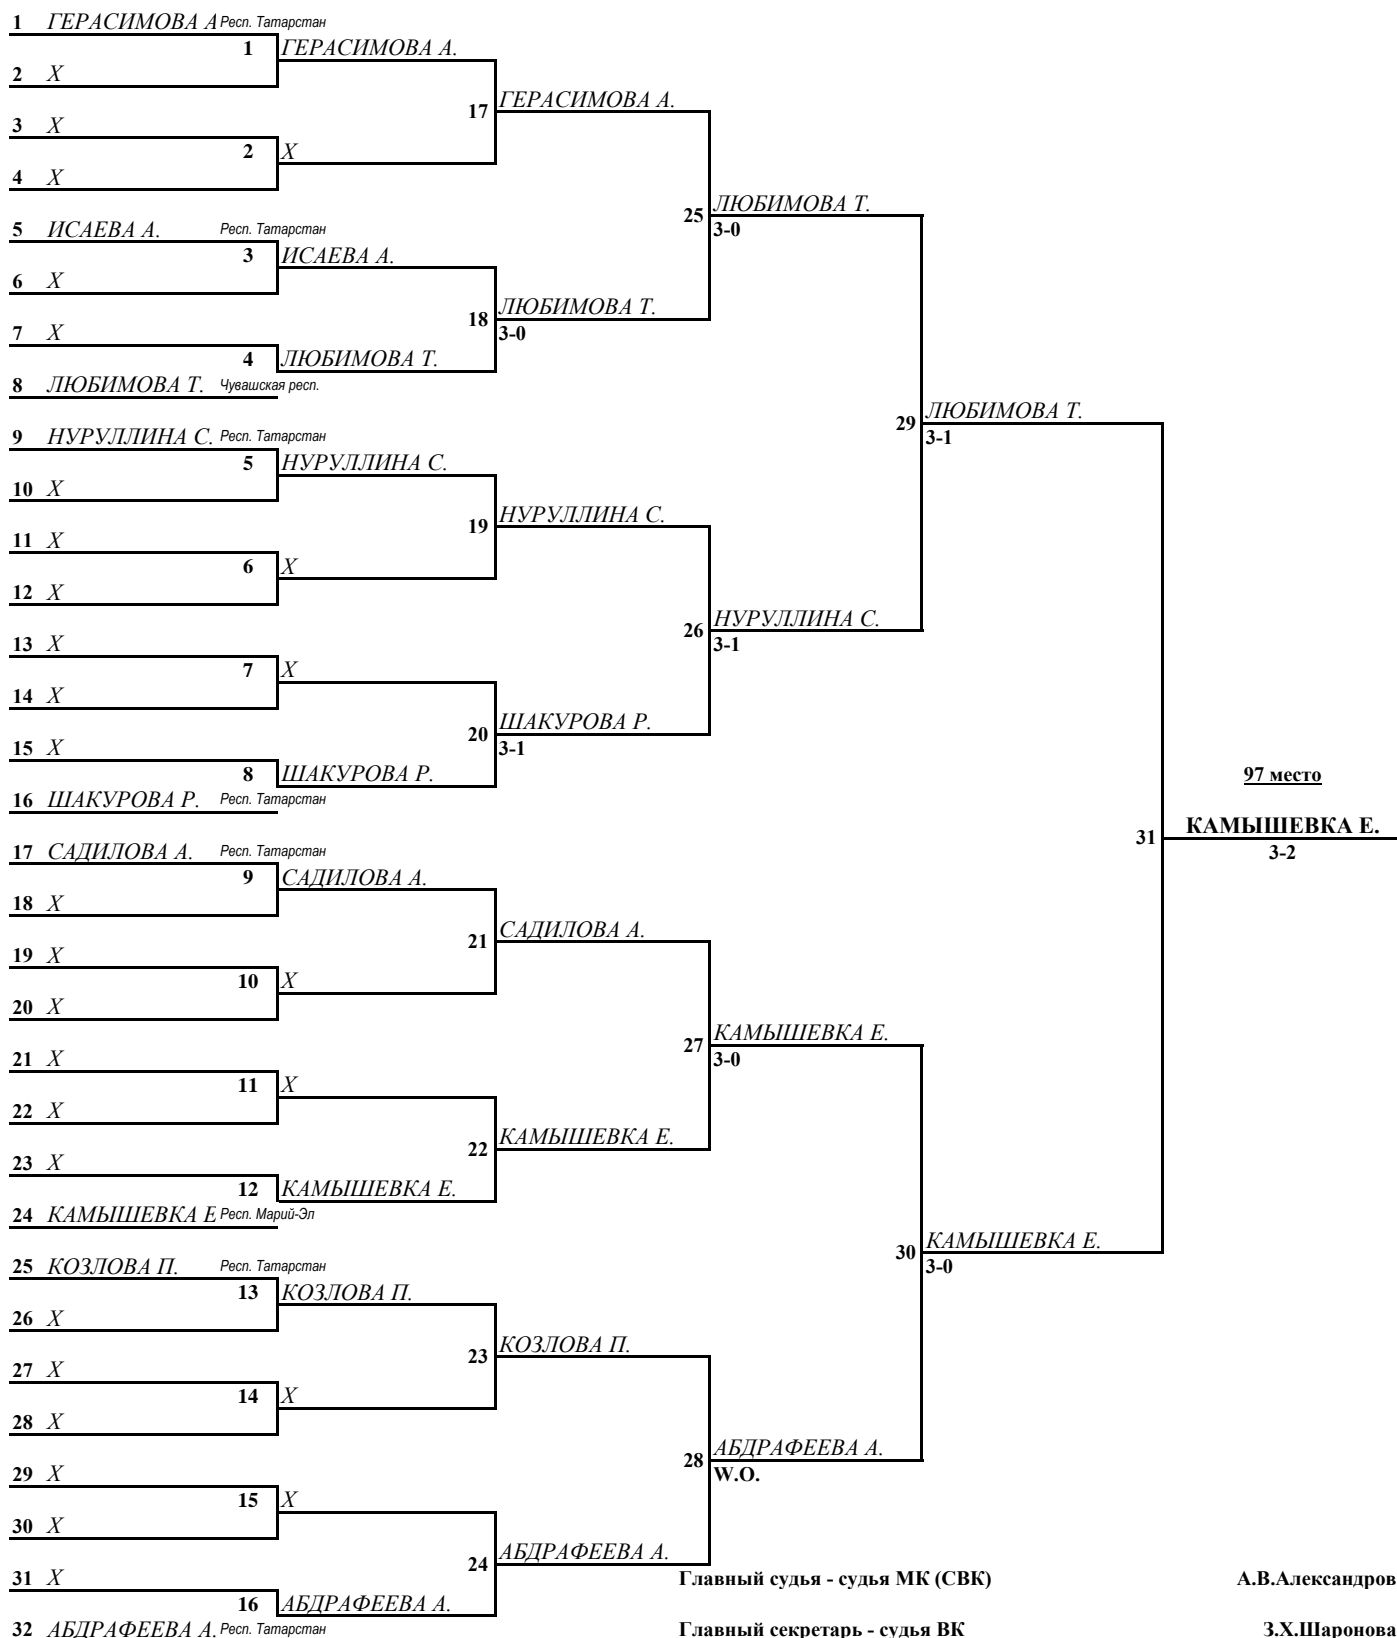 1 ГЕРАСИМОВА А Респ. Татарстан
1 ГЕРАСИМОВА А.
2 X
17 ГЕРАСИМОВА А.
3 X
2 X
4 X
25 ЛЮБИМОВА Т.
3-0
5 ИСАЕВА А. Респ. Татарстан
3 ИСАЕВА А.
6 X
18 ЛЮБИМОВА Т.
3-0
7 X
4 ЛЮБИМОВА Т.
8 ЛЮБИМОВА Т. Чувашская респ.
29 ЛЮБИМОВА Т.
3-1
9 НУРУЛЛИНА С. Респ. Татарстан
5 НУРУЛЛИНА С.
10 X
19 НУРУЛЛИНА С.
11 X
6 X
12 X
26 НУРУЛЛИНА С.
3-1
13 X
7 X
14 X
20 ШАКУРОВА Р.
3-1
15 X
8 ШАКУРОВА Р.
97 место
16 ШАКУРОВА Р. Респ. Татарстан
31 КАМЫШЕВКА Е.
3-2
17 САДИЛОВА А. Респ. Татарстан
9 САДИЛОВА А.
18 X
21 САДИЛОВА А.
19 X
10 X
20 X
27 КАМЫШЕВКА Е.
3-0
21 X
11 X
22 X
22 КАМЫШЕВКА Е.
23 X
12 КАМЫШЕВКА Е.
24 КАМЫШЕВКА Е Респ. Марий-Эл
30 КАМЫШЕВКА Е.
3-0
25 КОЗЛОВА П. Респ. Татарстан
13 КОЗЛОВА П.
26 X
23 КОЗЛОВА П.
27 X
14 X
28 X
28 АБДРАФЕЕВА А.
W.O.
29 X
15 X
30 X
24 АБДРАФЕЕВА А.
31 X
Главный судья - судья МК (СВК) А.В.Александров
16 АБДРАФЕЕВА А.
32 АБДРАФЕЕВА А. Респ. Татарстан
Главный секретарь - судья ВК З.Х.Шаронова